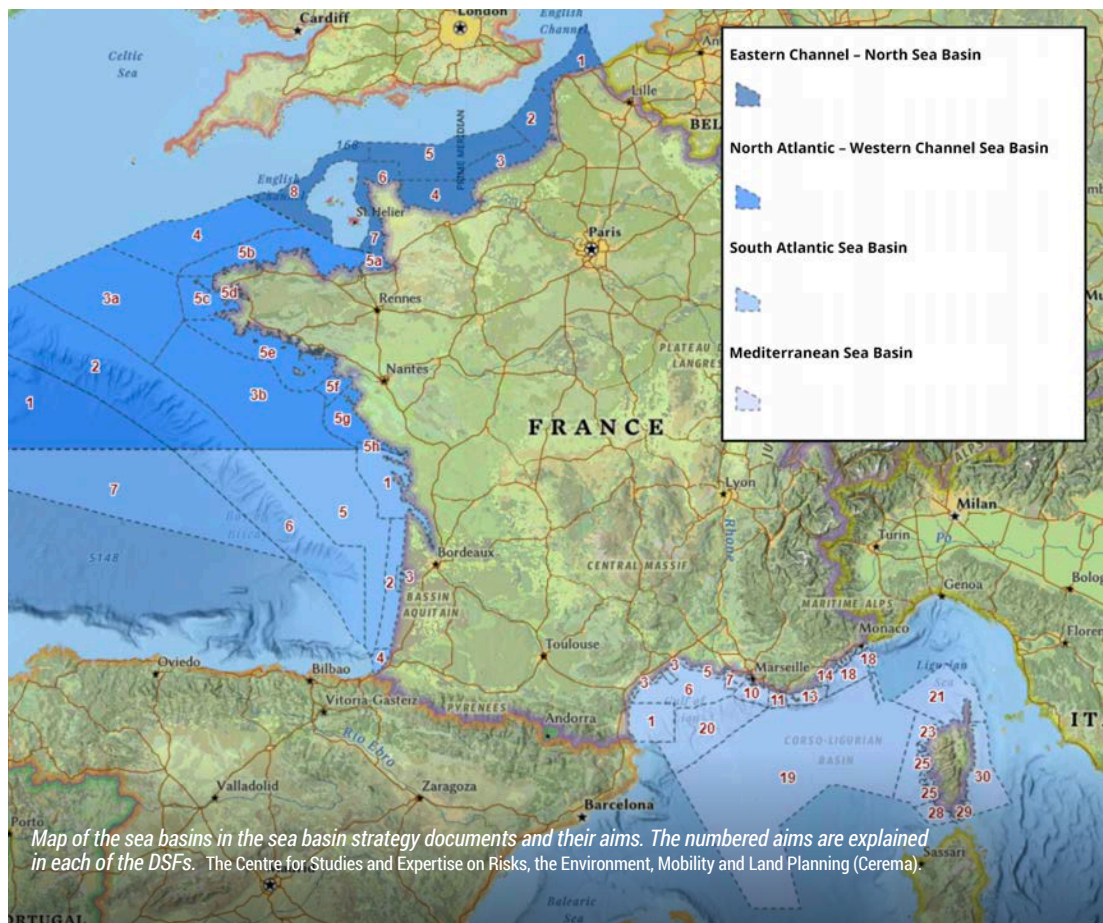 Cardiff
London
English
Channel
Celtic
Sea
Eastern Channel – North Sea Basin
North Atlantic – Western Channel Sea Basin
South Atlantic Sea Basin
Mediterranean Sea Basin
1
Lille
BEL
2
PRIME MERIDIAN
5
3
6
4
English
8
St Helier
7
Paris
4
5b
5a
3a
5c
5d
Rennes
PLATEAU
LANGRES
2
5e
5f
Nantes
1
3b
5g
FRANCE
5h
1
7
5
6
Lyon
Rhone
Milan
Turin
Po
Bordeaux
2
3
BASSIN
AQUITAIN
CENTRAL MASSIF
Genoa
MARITIME ALPS
Monaco
Toulouse
4
Oviedo
Bilbao
Vitoria-Gasteiz
PYRENEES
Andorra
3
3
5
6
7
Marseille
10
11
13
14
18
18
Ligurian
Sea
21
1
20
Rio Ebro
CORSO-LIGURIAN
BASIN
19
23
25
25
30
28
29
Valladolid
Zaragoza
Barcelona
Porto
Sassari
Map of the sea basins in the sea basin strategy documents and their aims. The numbered aims are explained
in each of the DSFs. The Centre for Studies and Expertise on Risks, the Environment, Mobility and Land Planning (Cerema).
Balearic
Sea